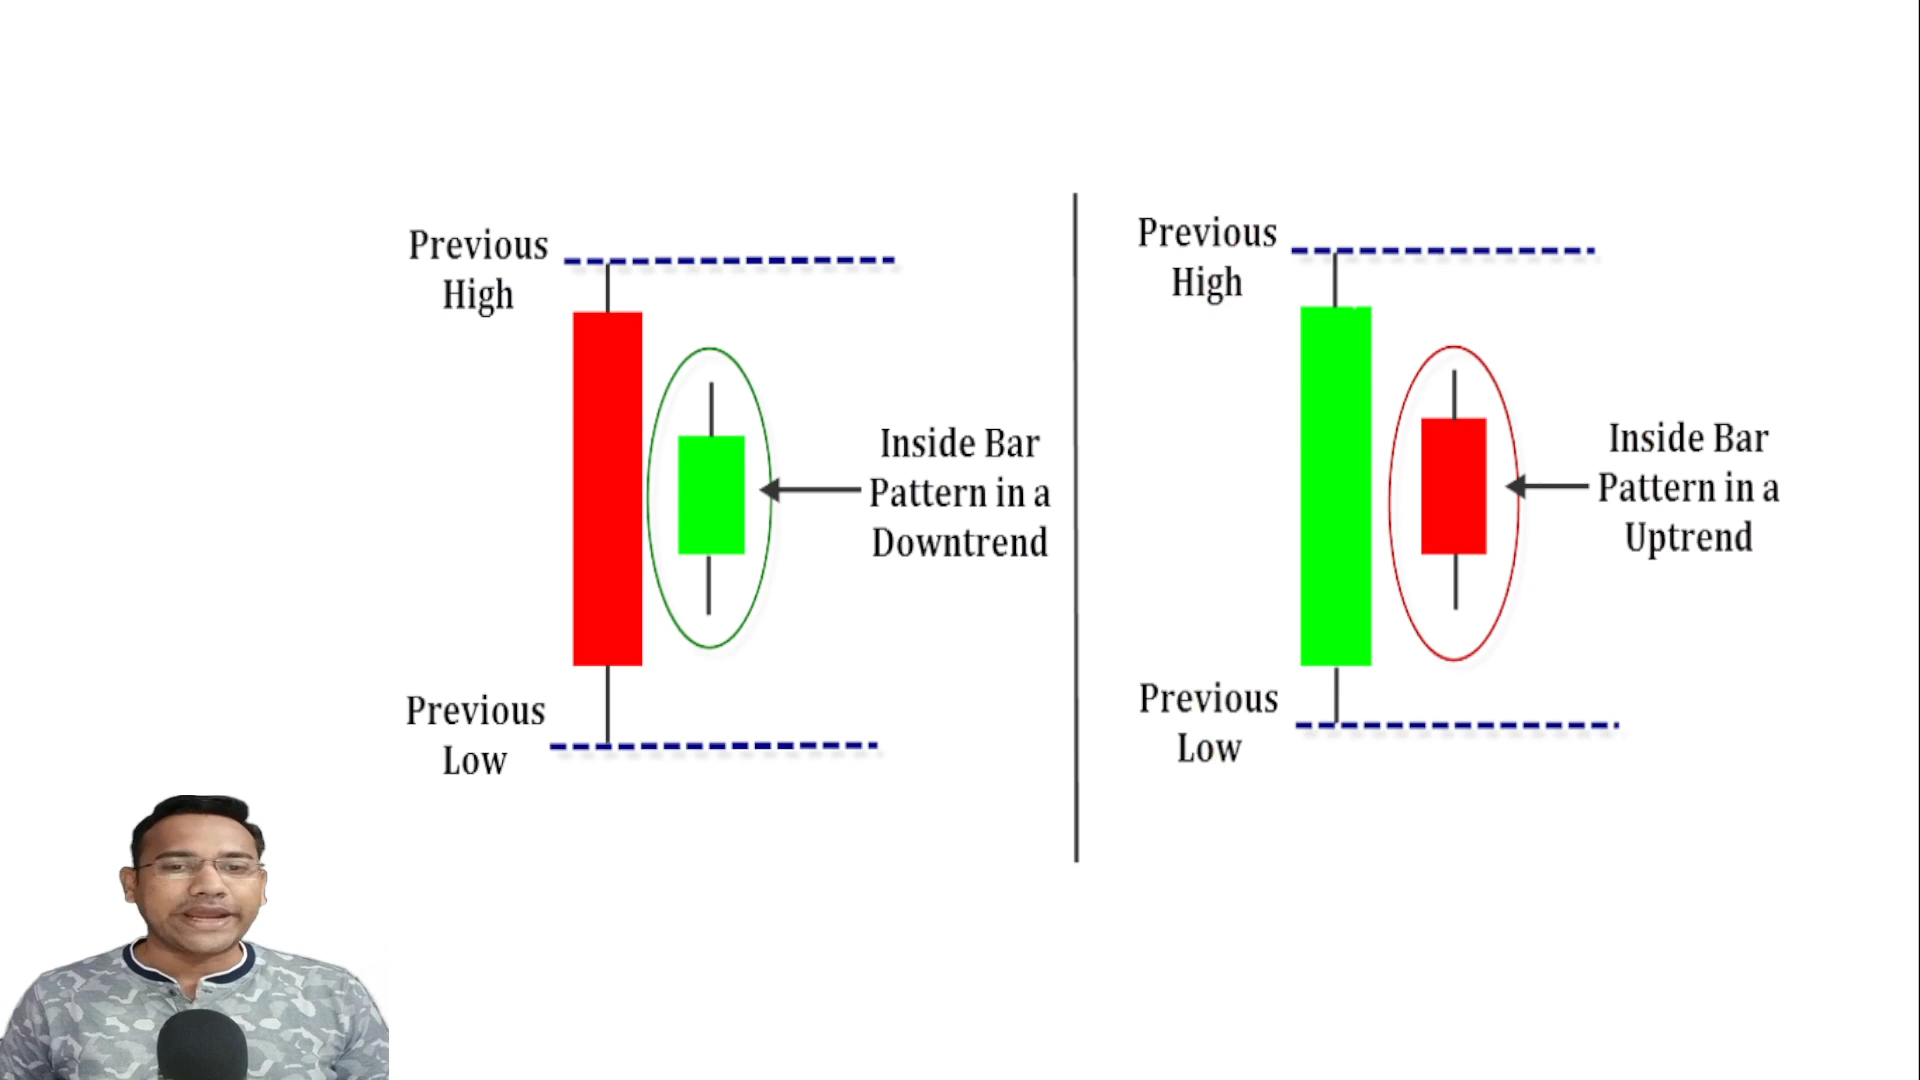 Previous
High
Inside Bar
Pattern in a
Downtrend
Previous
Low
Previous
High
Inside Bar
Pattern in a
Uptrend
Previous
Low